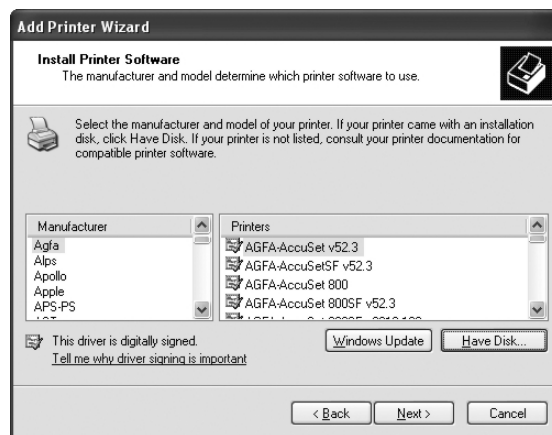 Add Printer Wizard
Install Printer Software
The manufacturer and model determine which printer software to use.
Select the manufacturer and model of your printer. If your printer came with an installation
disk, click Have Disk. If your printer is not listed, consult your printer documentation for
compatible printer software.
Manufacturer
Agfa
Alps
Apollo
Apple
APS-PS
Printers
AGFA-AccuSet v52.3
AGFA-AccuSetSF v52.3
AGFA-AccuSet 800
AGFA-AccuSet 800SF v52.3
This driver is digitally signed.
Tell me why driver signing is important
Windows Update
Have Disk...
< Back
Next >
Cancel